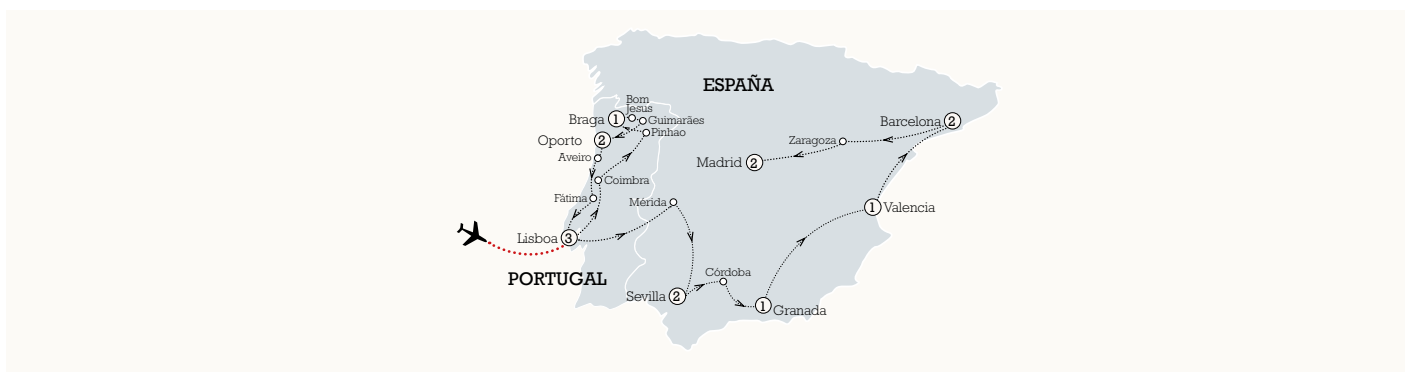 ESPAÑA
Bom
Jesús
Braga 1
Guimarães
Pinhao
Oporto 2
Aveiro
Coimbra
Fátima
Lisboa 3
PORTUGAL
Mérida
Sevilla 2
Córdoba
1 Granada
1 Valencia
Barcelona 2
Zaragoza
Madrid 2